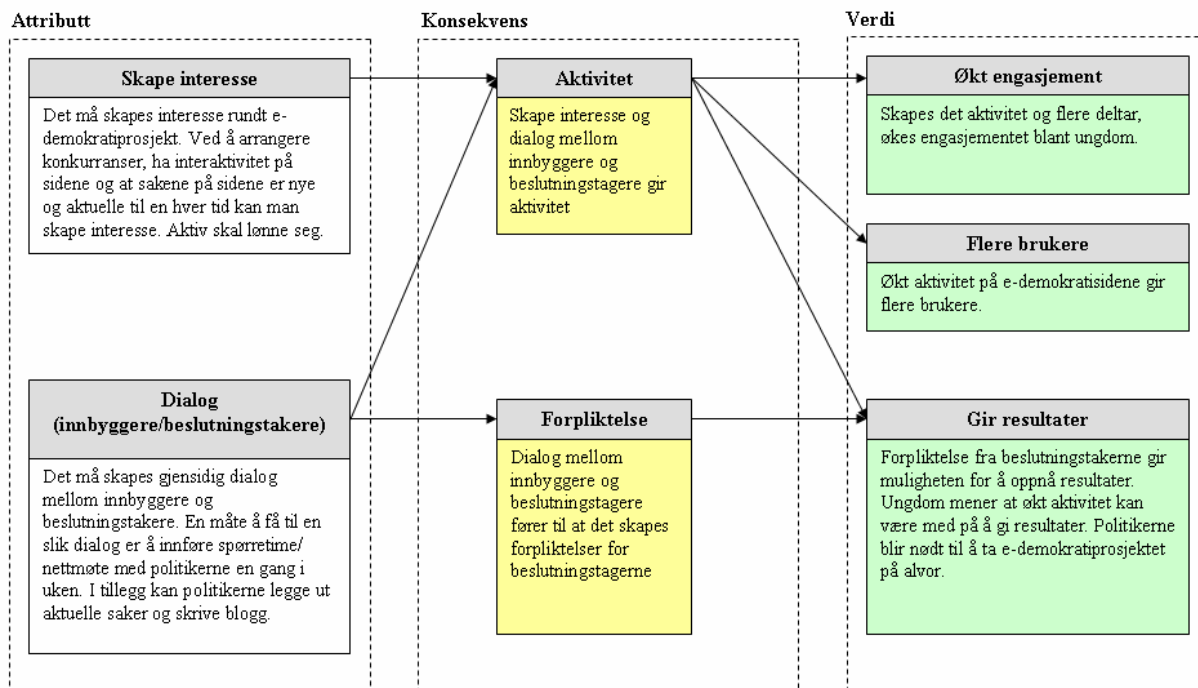 Attributt
Skape interesse
Det må skapes interesse rundt e-
demokratiprosjekt. Ved å arrangere
konkurranser, ha interaktivitet på
sidene og at sakene på sidene er nye
og aktuelle til en hver tid kan man
skape interesse. Aktiv skal lønne seg.
Dialog
(innbyggere/beslutningstakere)
Det må skapes gjensidig dialog
mellom innbyggere og
beslutningstakere. En måte å få til en
slik dialog er å innføre spørretime/
nettmøte med politikerne en gang i
uken. I tillegg kan politikerne legge ut
aktuelle saker og skrive blogg.
Konsekvens
Aktivitet
Skape interesse og
dialog mellom
innbyggere og
beslutningstagere gir
aktivitet
Forpliktelse
Dialog mellom
innbyggere og
beslutningstagere
fører til at det skapes
forpliktelser for
beslutningstagerne
Verdi
Økt engasjement
Skapes det aktivitet og flere deltar,
økes engasjementet blant ungdom.
Flere brukere
Økt aktivitet på e-demokratisidene gir
flere brukere.
Gir resultater
Forpliktelse fra beslutningstakerne gir
muligheten for å oppnå resultater.
Ungdom mener at økt aktivitet kan
være med på å gi resultater. Politikerne
blir nødt til å ta e-demokratiprosjektet
på alvor.